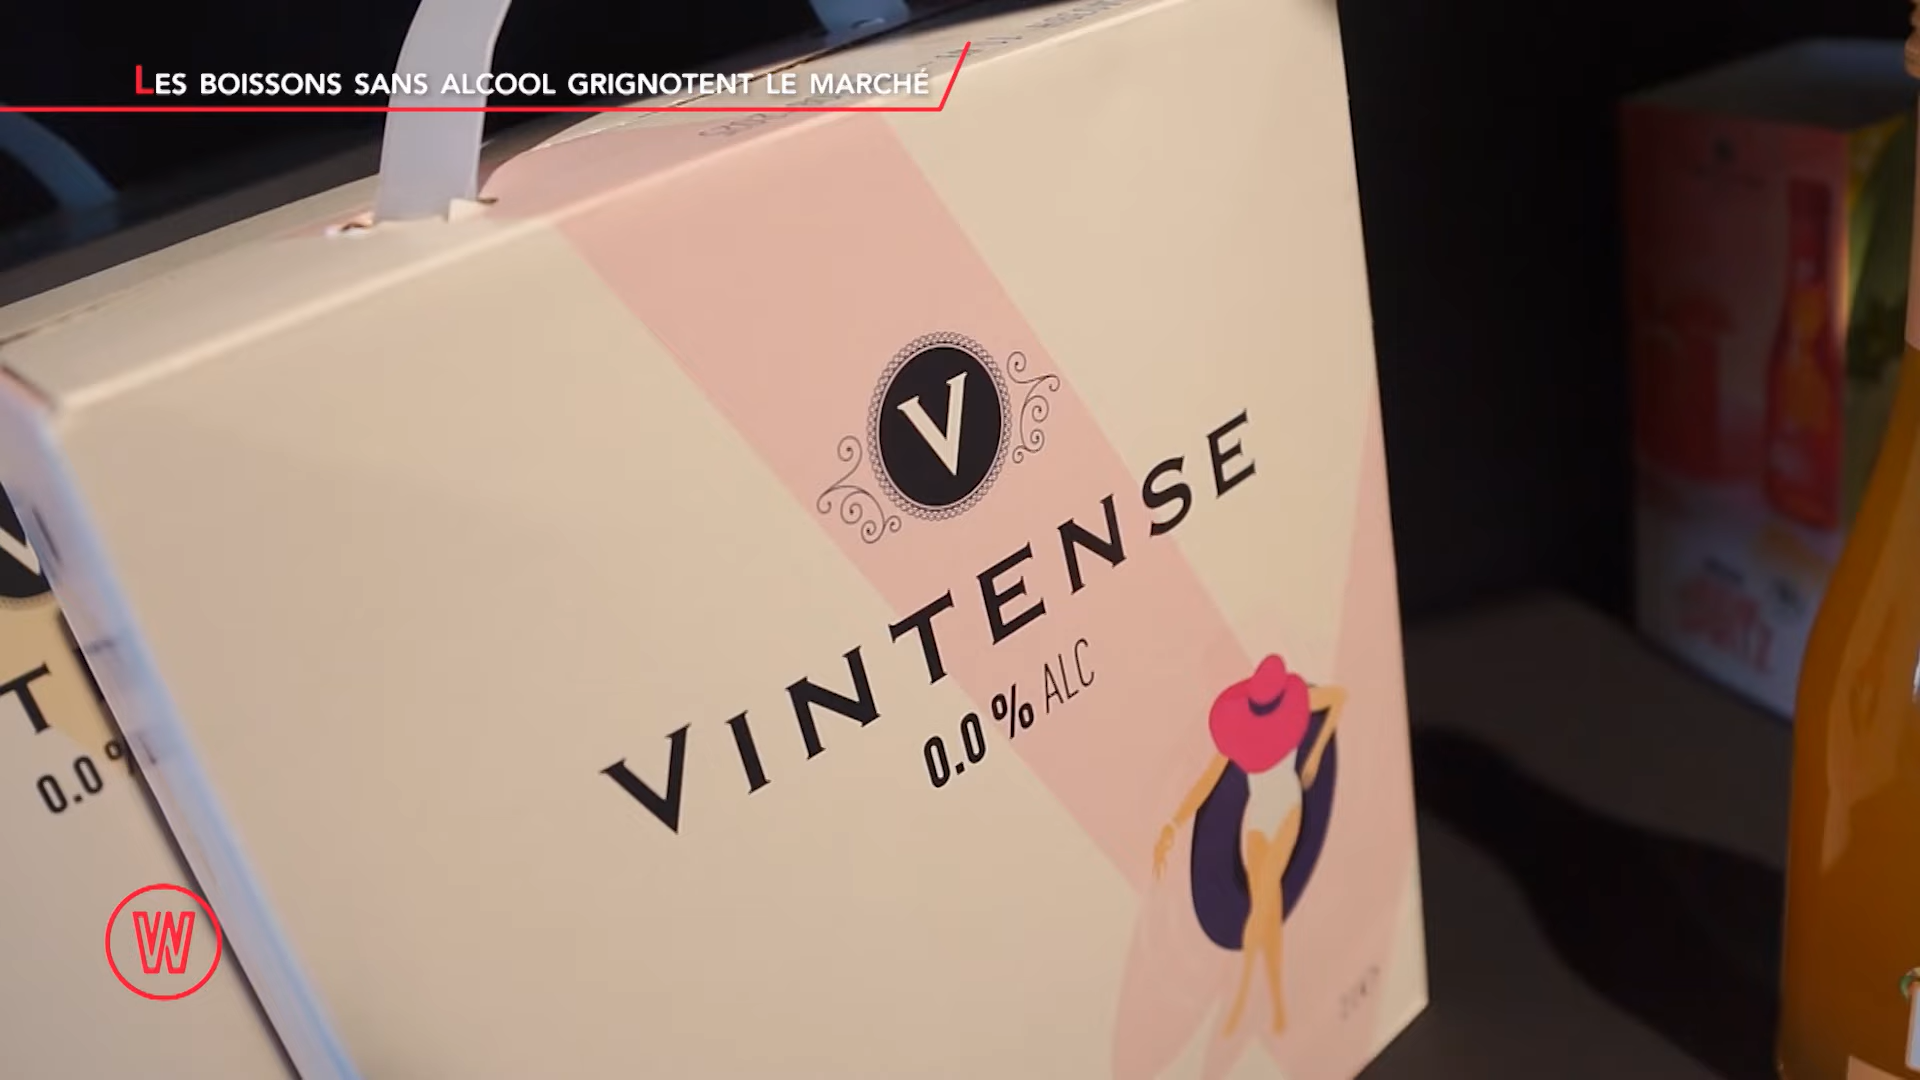 LES BOISSONS SANS ALCOOL GRIGNOTENT LE MARCHÉ
V
VINTENSE
0.0% ALC
T
0.0%
W